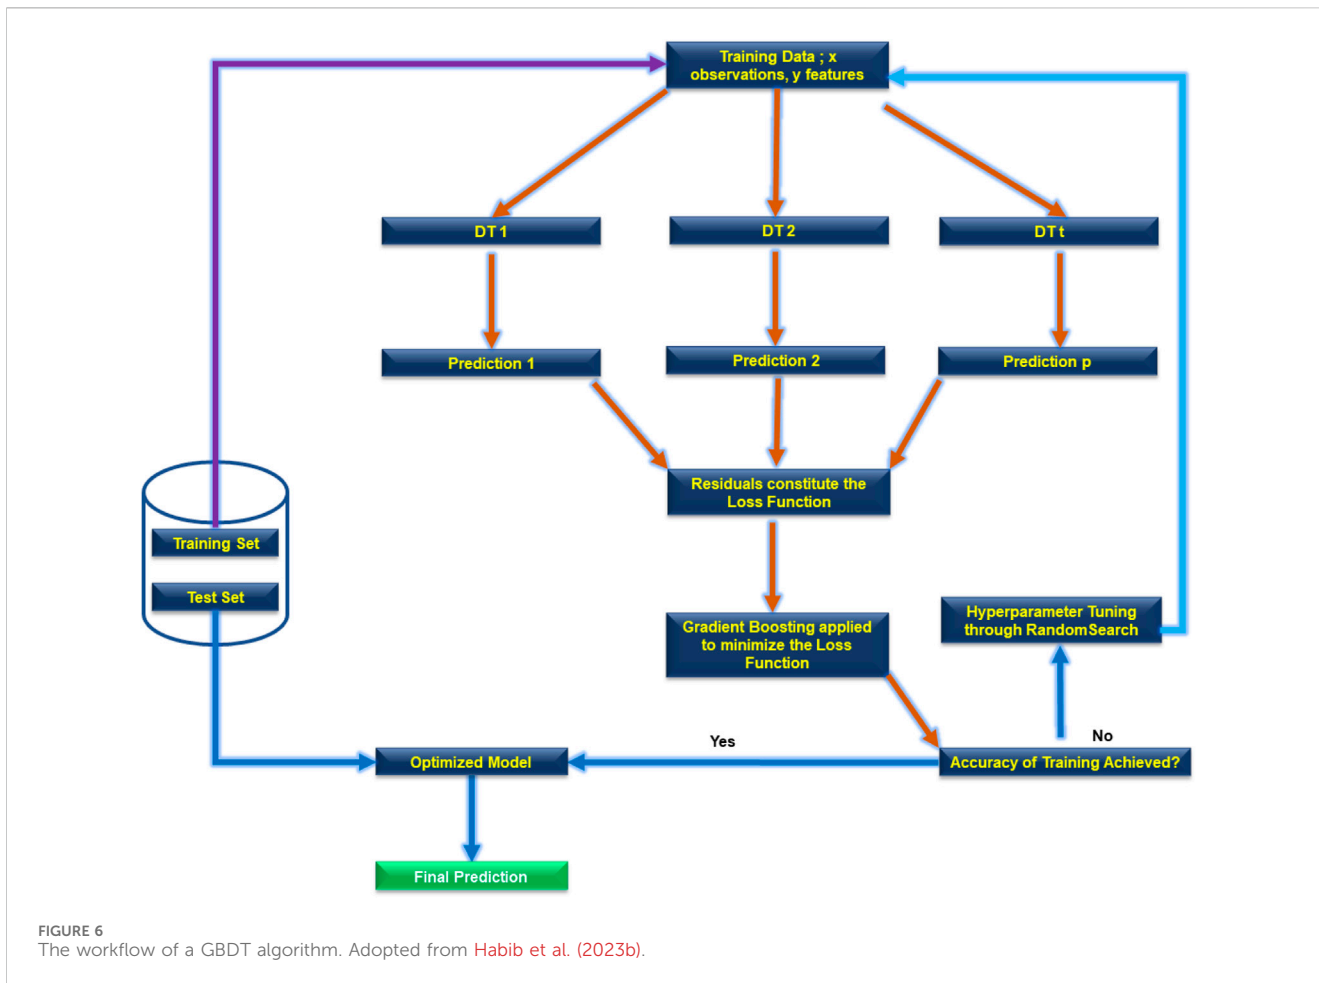 Training Data ; x
observations, y features
DT 1
DT 2
DT t
Prediction 1
Prediction 2
Prediction p
Residuals constitute the
Loss Function
Training Set
Test Set
Gradient Boosting applied
to minimize the Loss
Function
Hyperparameter Tuning
through RandomSearch
No
Yes
Optimized Model
Accuracy of Training Achieved?
Final Prediction
FIGURE 6
The workflow of a GBDT algorithm. Adopted from Habib et al. (2023b).